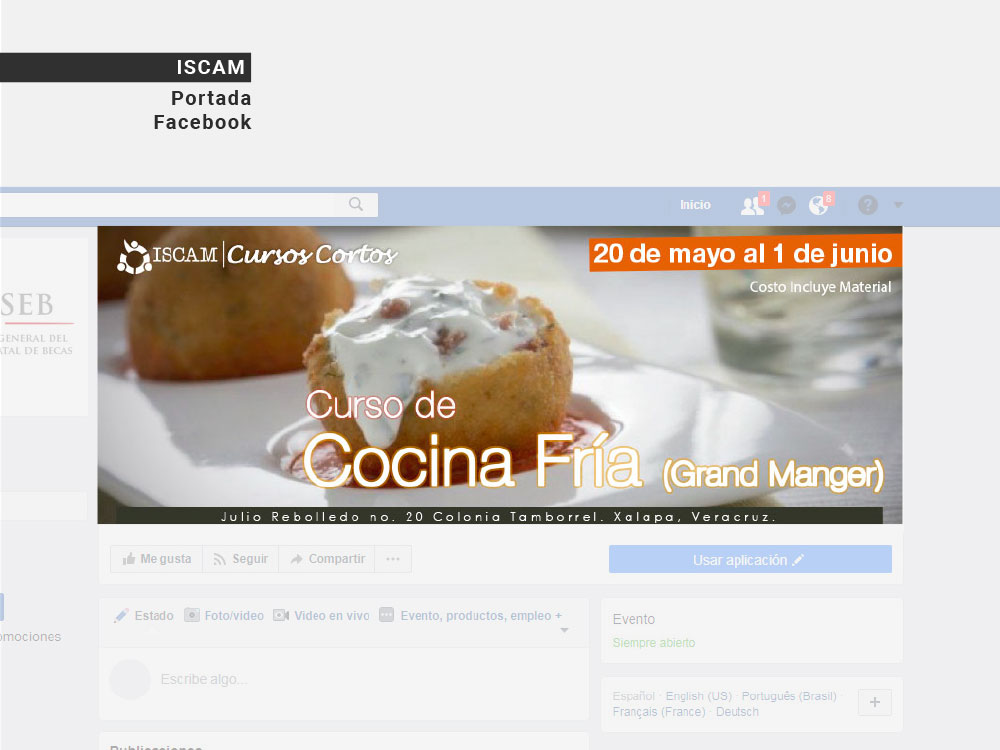 ISCAM
Portada
Facebook
Inicio
1
8
?
ISCAM Cursos Cortos
20 de mayo al 1 de junio
Costo Incluye Material
SEB
GENERAL DEL
ATAL DE BECAS
Curso de
Cocina Fría (Grand Manger)
Julio Rebolledo no. 20 Colonia Tamborrel. Xalapa, Veracruz.
Me gusta
Seguir
Compartir
...
Usar aplicación
omociones
Estado
Foto/video
Video en vivo
Evento, productos, empleo +
Escribe algo...
Evento
Siempre abierto
Español · English (US) · Português (Brasil) ·
Français (France) · Deutsch
+
Publicaciones